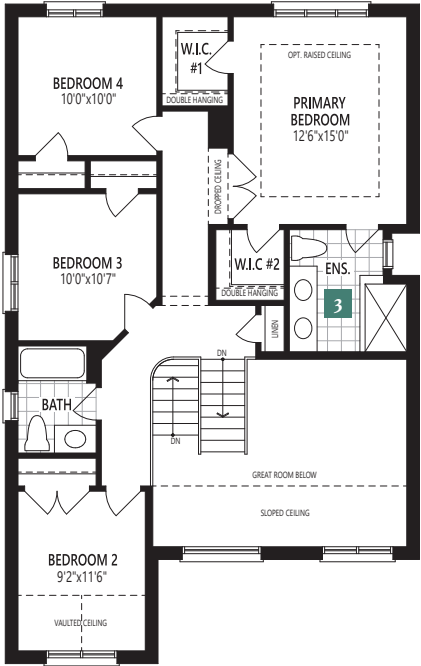 W.I.C.
#1
DOUBLE HANGING
BEDROOM 4
10'0"x10'0"
OPT. RAISED CEILING
PRIMARY
BEDROOM
12'6"x15'0"
DROPPED CEILING
BEDROOM 3
10'0"x10'7"
W.I.C #2
DOUBLE HANGING
ENS.
3
LINEN
DN
BATH
DN
GREAT ROOM BELOW
SLOPED CEILING
BEDROOM 2
9'2"x11'6"
VAULTED CEILING